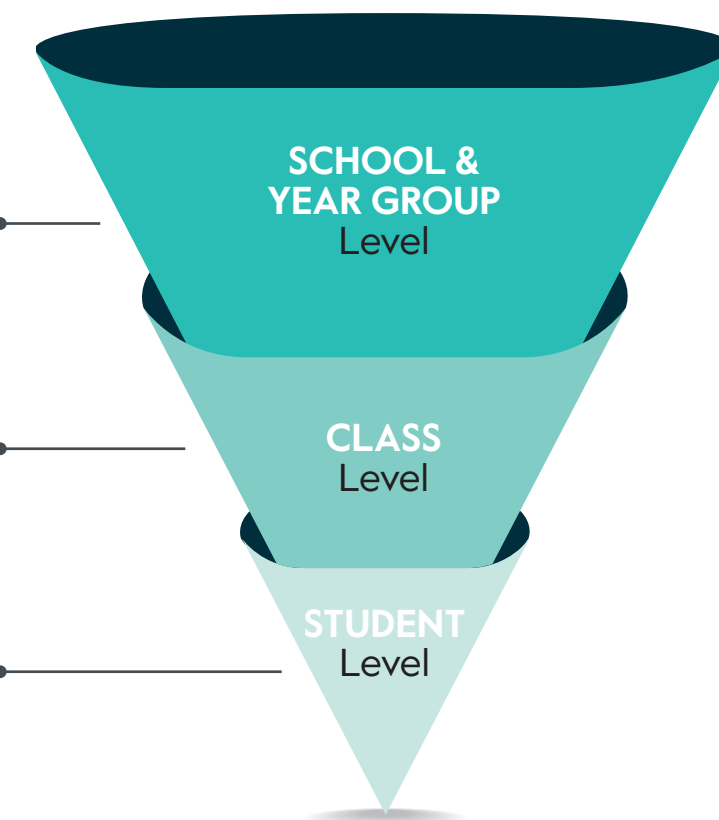 SCHOOL &
YEAR GROUP
Level
CLASS
Level
STUDENT
Level